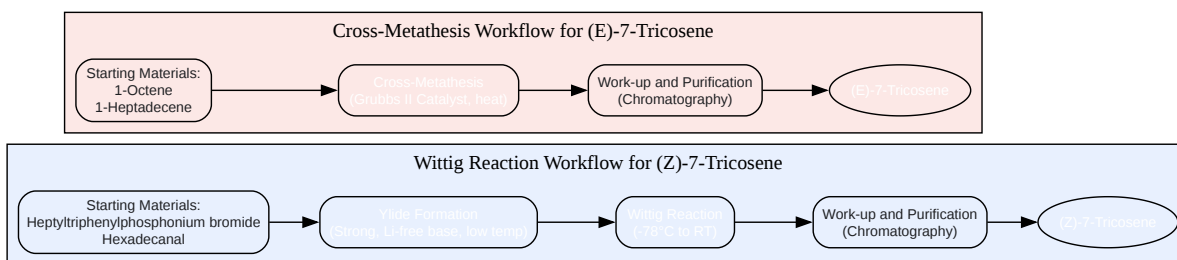 Cross-Metathesis Workflow for (E)-7-Tricosene
Starting Materials:
1-Octene
1-Heptadecene
Cross-Metathesis
(Grubbs II Catalyst, heat)
Work-up and Purification
(Chromatography)
(E)-7-Tricosene
Wittig Reaction Workflow for (Z)-7-Tricosene
Starting Materials:
Heptyltriphenylphosphonium bromide
Hexadecanal
Ylide Formation
(Strong, Li-free base, low temp)
Wittig Reaction
(-78°C to RT)
Work-up and Purification
(Chromatography)
(Z)-7-Tricosene